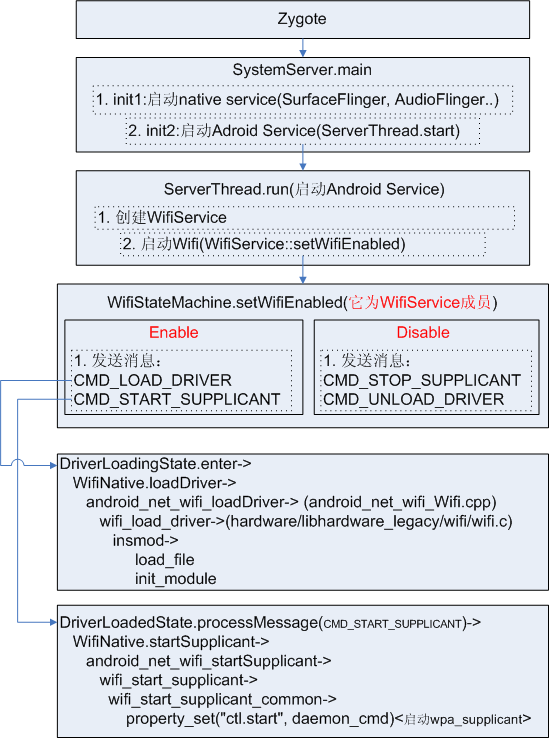 Zygote
SystemServer.main
1. init1:启动native service(SurfaceFlinger, AudioFlinger..)
2. init2:启动Adroid Service(ServerThread.start)
ServerThread.run(启动Android Service)
1. 创建WifiService
2. 启动Wifi(WifiService::setWifiEnabled)
WifiStateMachine.setWifiEnabled(它为WifiService成员)
Enable
1. 发送消息：
CMD_LOAD_DRIVER
CMD_START_SUPPLICANT
Disable
1. 发送消息：
CMD_STOP_SUPPLICANT
CMD_UNLOAD_DRIVER
DriverLoadingState.enter->
WifiNative.loadDriver->
android_net_wifi_loadDriver-> (android_net_wifi_Wifi.cpp)
wifi_load_driver->(hardware/libhardware_legacy/wifi/wifi.c)
insmod->
load_file
init_module
DriverLoadedState.processMessage(CMD_START_SUPPLICANT)->
WifiNative.startSupplicant->
android_net_wifi_startSupplicant->
wifi_start_supplicant->
wifi_start_supplicant_common->
property_set("ctl.start", daemon_cmd)<启动wpa_supplicant>